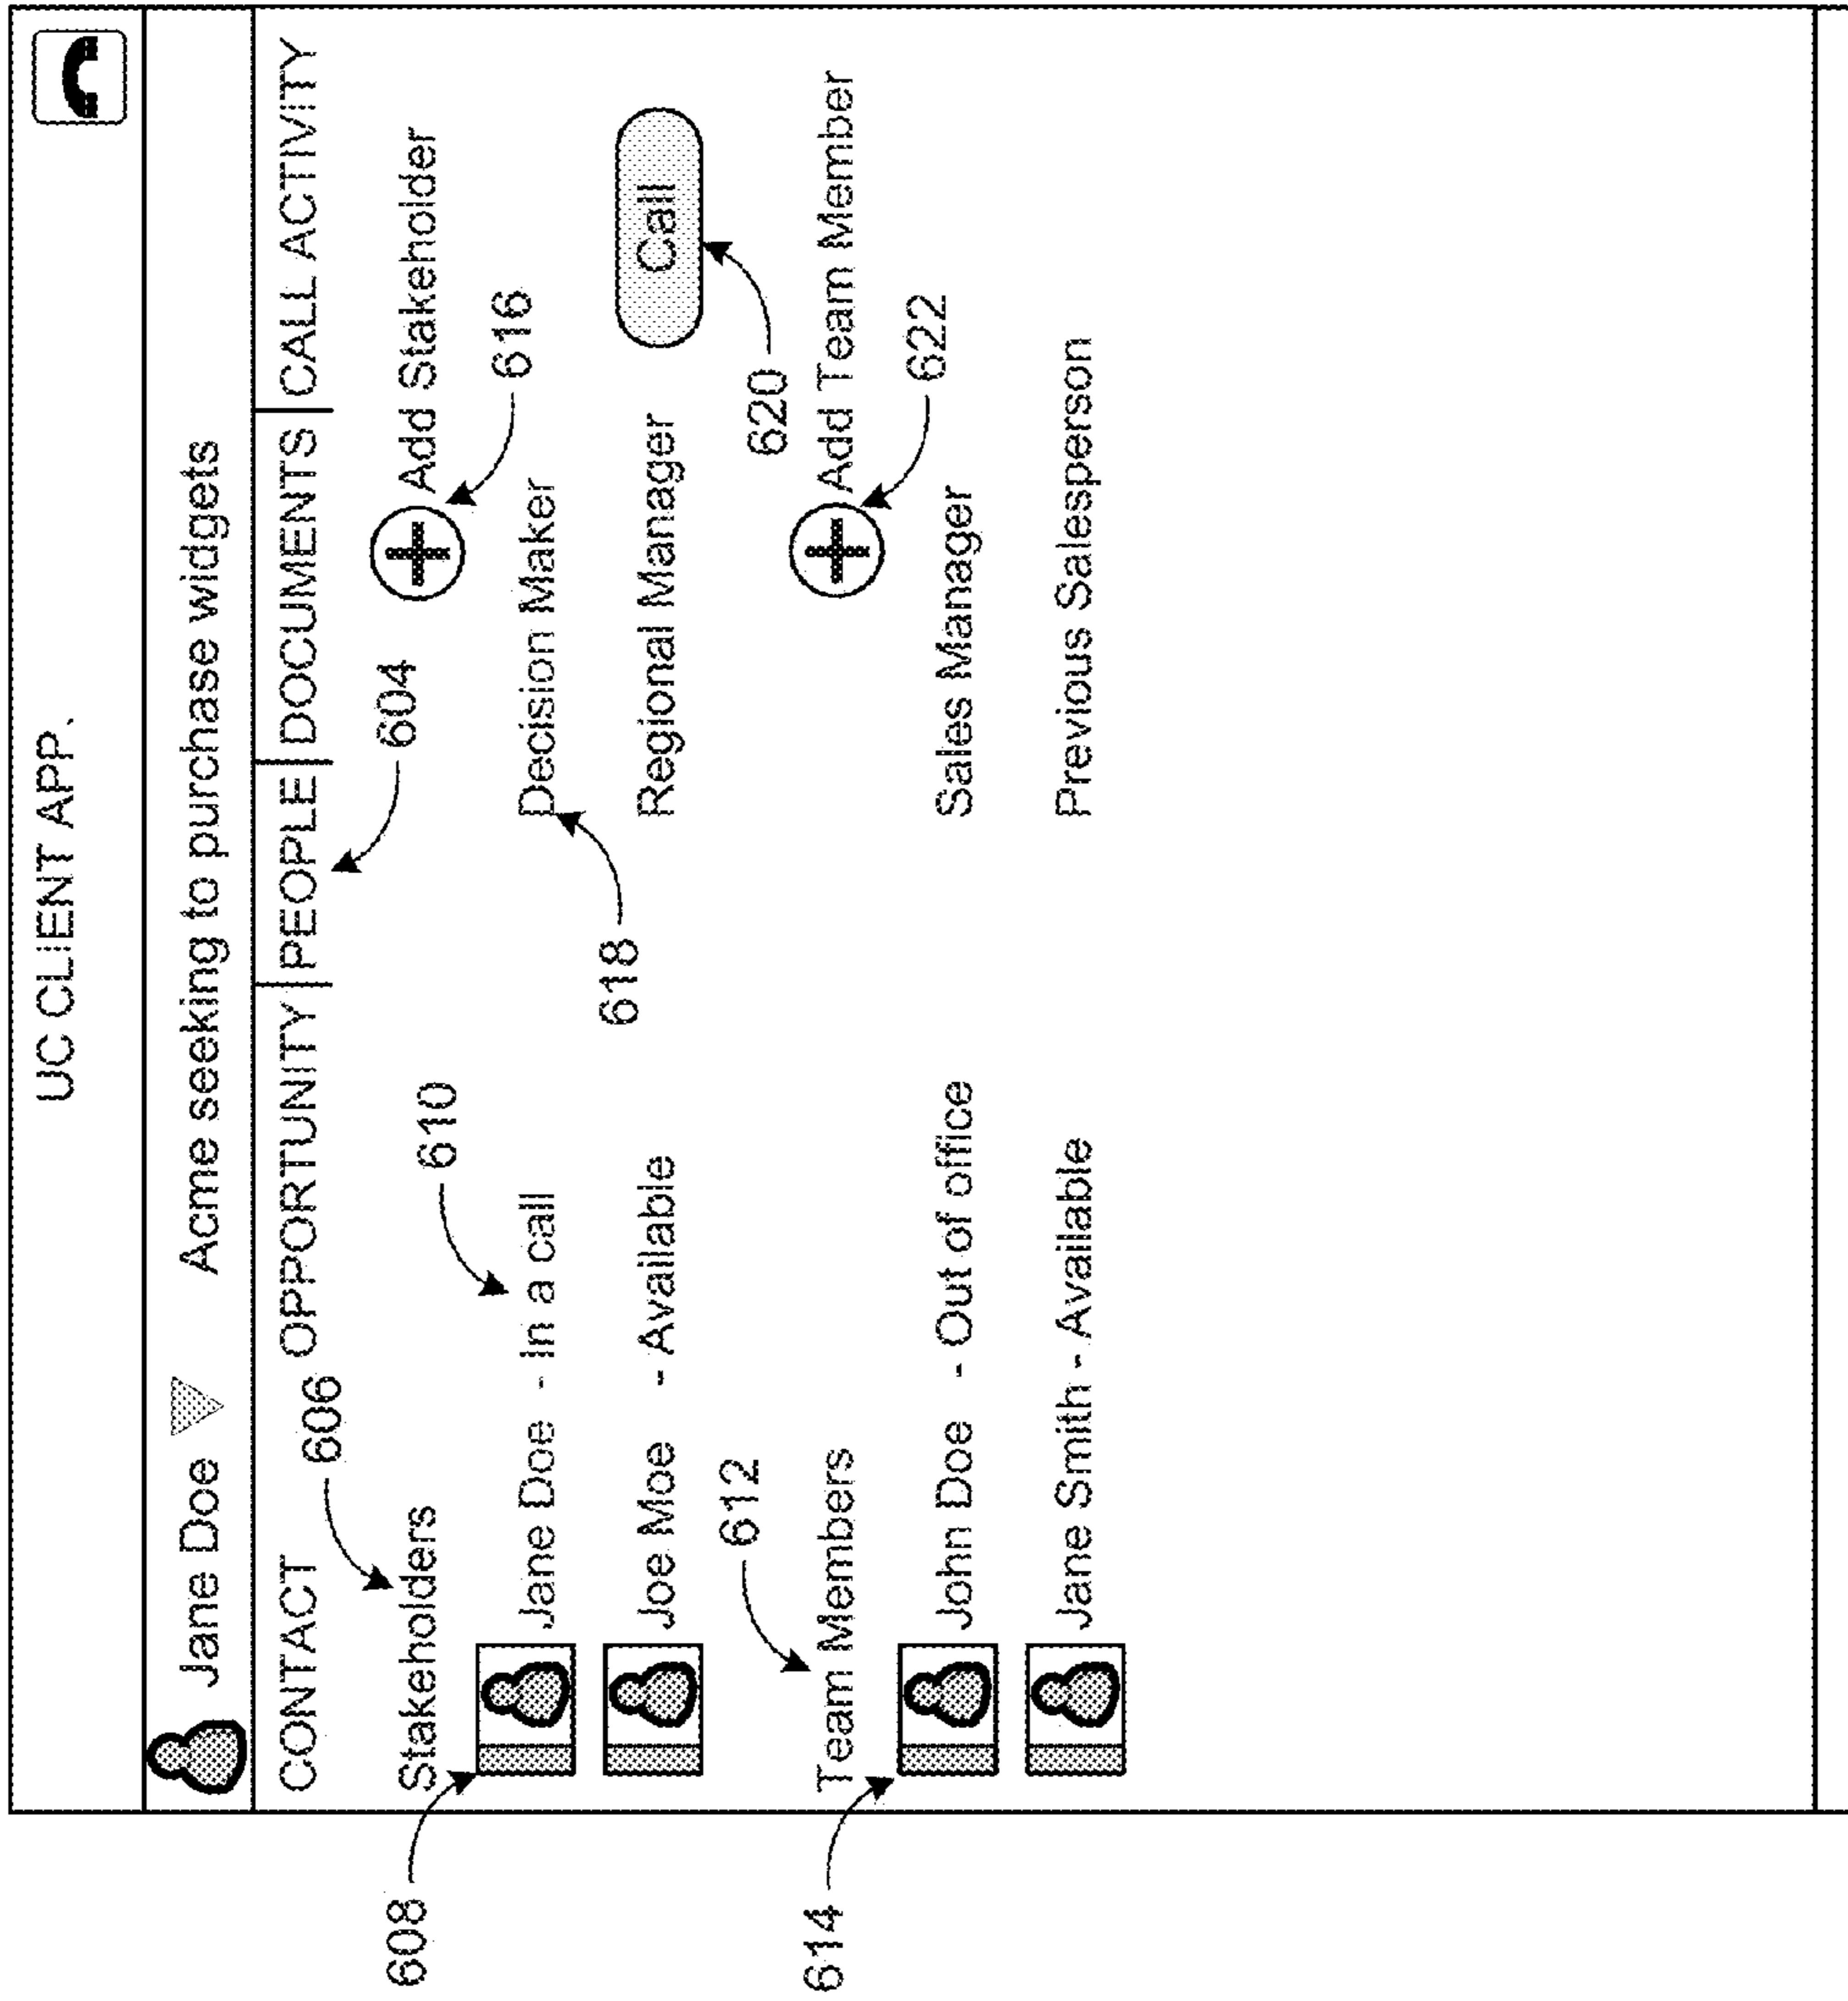 UC CLIENT APP.
Jane Doe Acme seeking to purchase widgets
CONTACT OPPORTUNITY PEOPLE DOCUMENTS CALL ACTIVITY
606
604
Stakeholders Add Stakeholder
608
610
616
Jane Doe - In a call Decision Maker
618
Joe Moe - Available Regional Manager Call
612
620
Team Members Add Team Member
614
622
John Doe - Out of office Sales Manager
Jane Smith - Available Previous Salesperson